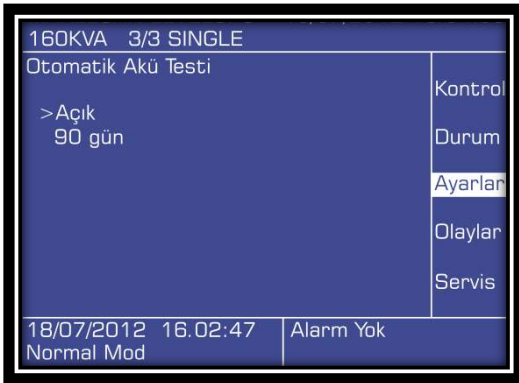 160KVA 3/3 SINGLE
Otomatik Akü Testi
>Açık
90 gün
Kontrol
Durum
Ayarlar
Olaylar
Servis
18/07/2012 16.02:47
Normal Mod
Alarm Yok